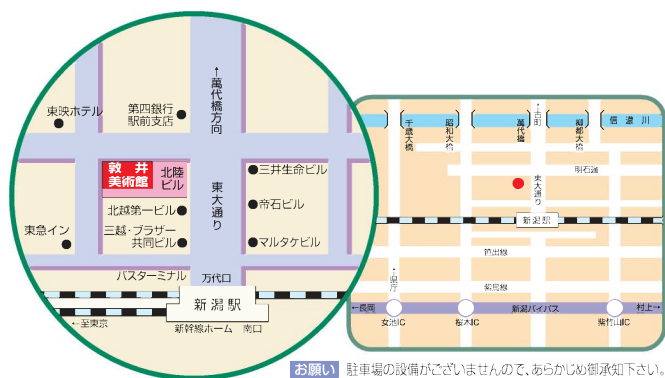 ←萬代橋方向
東映ホテル
第四銀行
駅前支店
敦井
美術館
北陸
ビル
三井生命ビル
東大通り
北越第一ビル
帝石ビル
東急イン
三越・ブラザー
共同ビル
マルタケビル
バスターミナル
万代口
新潟駅
←至東京
新幹線ホーム 南口
←古町
千歳大橋
昭和大橋
萬代橋
柳都大橋
信濃川
明石通
東大通り
新潟駅
笹出線
←県庁
紫鳥線
←長岡
新潟バイパス
村上→
女池IC
桜木IC
紫竹山IC
お願い 駐車場の設備がございませんので、あらかじめ御承知下さい。